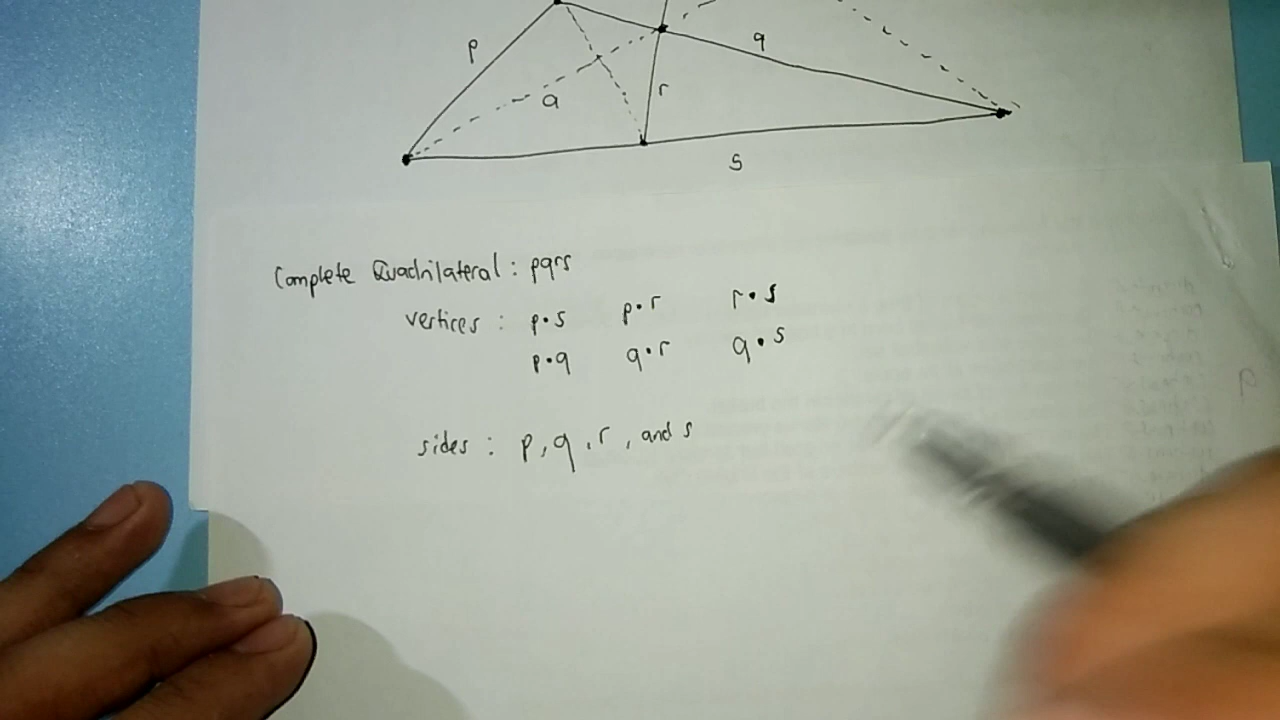 p
q
a
r
s
Complete Quadrilateral : pqrs
vertices : p·s p·r r·s
p·q q·r q·s
sides : p, q, r, and s